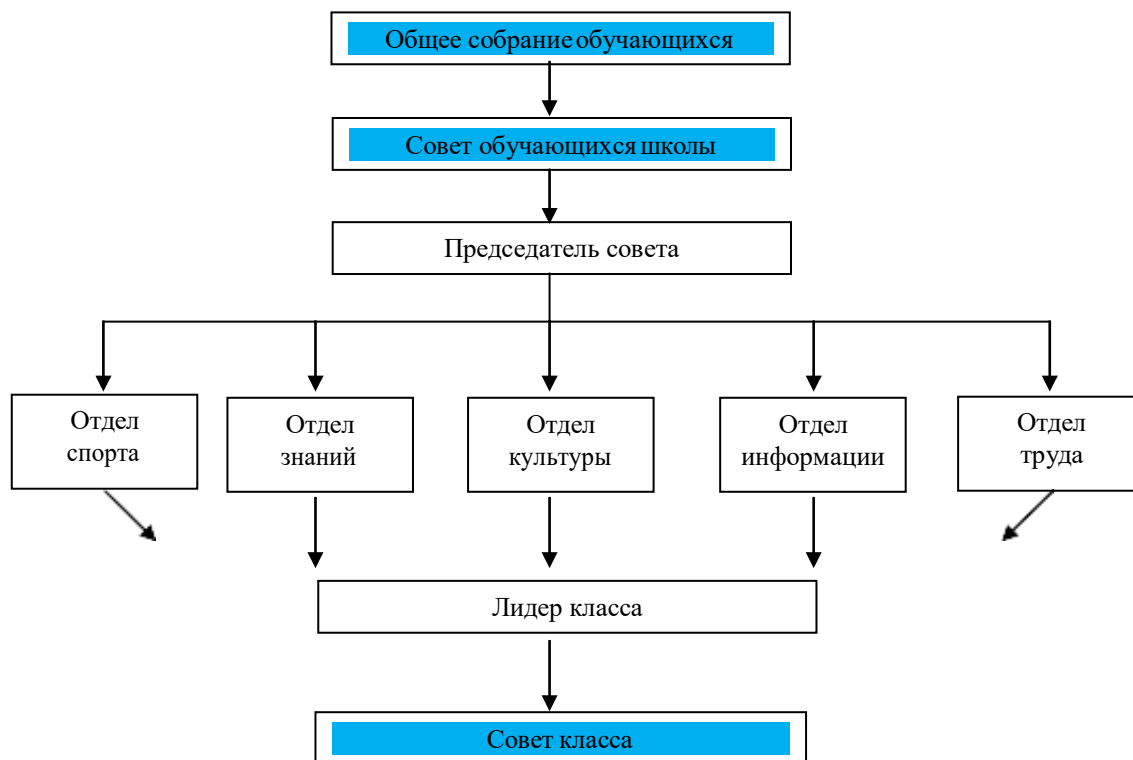 Общее собрание обучающихся
Совет обучающихся школы
Председатель совета
Отдел
спорта
Отдел
знаний
Отдел
культуры
Отдел
информации
Отдел
труда
Лидер класса
Совет класса